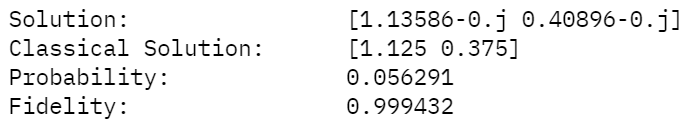 Solution: [1.13586-0.j 0.40896-0.j]
Classical Solution: [1.125 0.375]
Probability: 0.056291
Fidelity: 0.999432